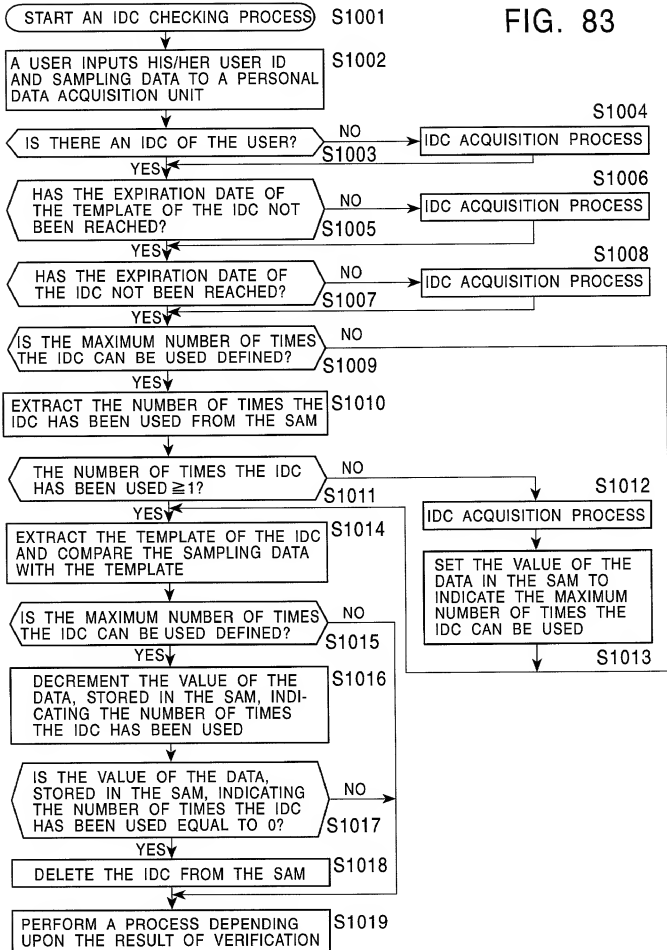 FIG. 83
START AN IDC CHECKING PROCESS
S1001
A USER INPUTS HIS/HER USER ID
AND SAMPLING DATA TO A PERSONAL
DATA ACQUISITION UNIT
S1002
IS THERE AN IDC OF THE USER?
NO
S1003
YES
S1004
IDC ACQUISITION PROCESS
HAS THE EXPIRATION DATE OF
THE TEMPLATE OF THE IDC NOT
BEEN REACHED?
NO
S1005
YES
S1006
IDC ACQUISITION PROCESS
HAS THE EXPIRATION DATE OF
THE IDC NOT BEEN REACHED?
NO
S1007
YES
S1008
IDC ACQUISITION PROCESS
IS THE MAXIMUM NUMBER OF TIMES
THE IDC CAN BE USED DEFINED?
NO
S1009
YES
EXTRACT THE NUMBER OF TIMES THE
IDC HAS BEEN USED FROM THE SAM
S1010
THE NUMBER OF TIMES THE IDC
HAS BEEN USED ≧1?
NO
S1011
YES
S1012
IDC ACQUISITION PROCESS
SET THE VALUE OF THE
DATA IN THE SAM TO
INDICATE THE MAXIMUM
NUMBER OF TIMES THE
IDC CAN BE USED
S1013
EXTRACT THE TEMPLATE OF THE IDC
AND COMPARE THE SAMPLING DATA
WITH THE TEMPLATE
S1014
IS THE MAXIMUM NUMBER OF TIMES
THE IDC CAN BE USED DEFINED?
NO
S1015
YES
DECREMENT THE VALUE OF THE
DATA, STORED IN THE SAM, INDI-
CATING THE NUMBER OF TIMES
THE IDC HAS BEEN USED
S1016
IS THE VALUE OF THE DATA,
STORED IN THE SAM, INDICATING
THE NUMBER OF TIMES THE IDC
HAS BEEN USED EQUAL TO 0?
NO
S1017
YES
DELETE THE IDC FROM THE SAM
S1018
PERFORM A PROCESS DEPENDING
UPON THE RESULT OF VERIFICATION
S1019